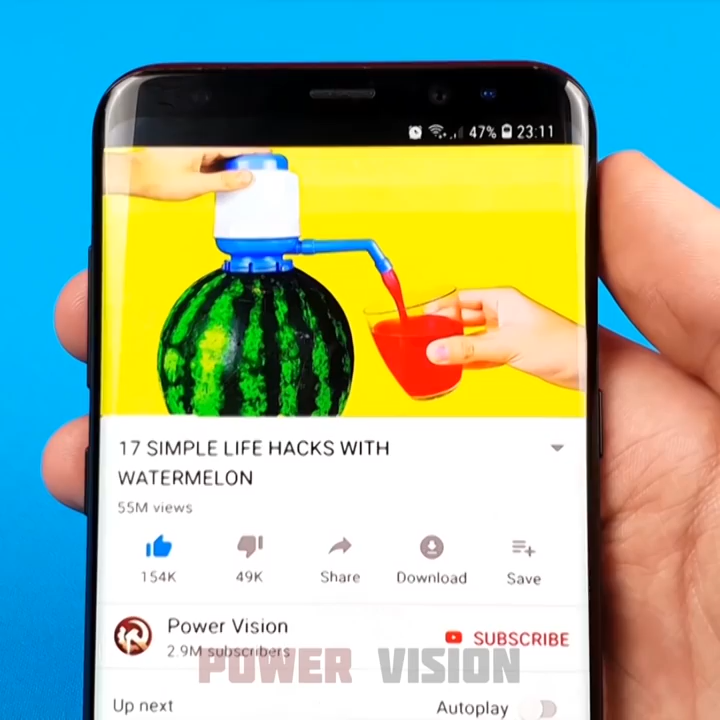 47% 23:11
17 SIMPLE LIFE HACKS WITH
WATERMELON
55M views
154K 49K Share Download Save
Power Vision
SUBSCRIBE
2.9M subscribers
POWER VISION
Up next Autoplay